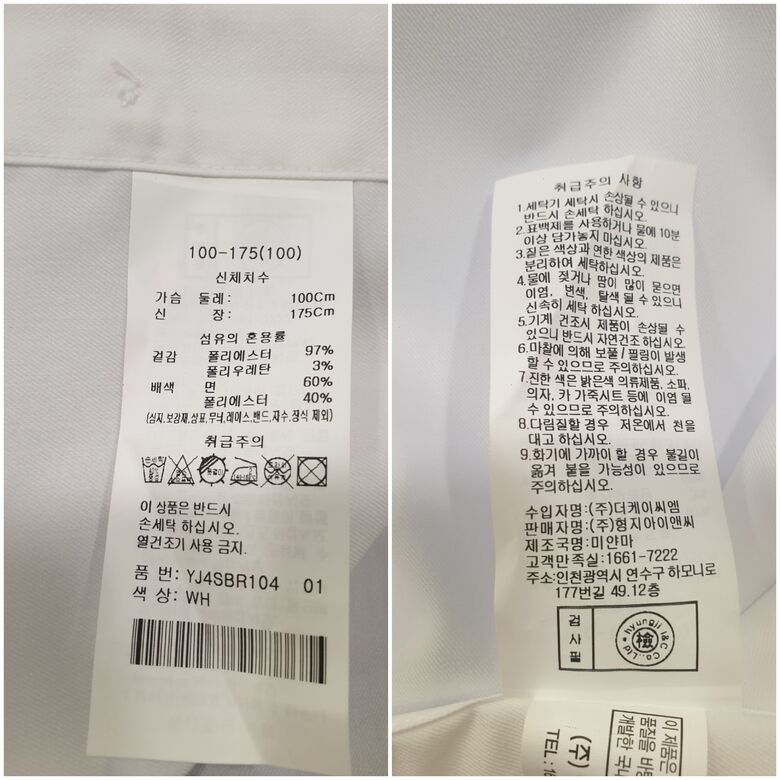 100-175(100)
신체치수
가슴 둘레: 100Cm
신 장: 175Cm
섬유의 혼용률
겉감 폴리에스터 97%
폴리우레탄 3%
배색 면 60%
폴리에스터 40%
(심지,보강재,상표,무늬,레이스,밴드,자수,장식 제외)
취급주의
이 상품은 반드시
손세탁 하십시오.
열건조기 사용 금지.
품 번: YJ4SBR104 01
색 상: WH
취급주의 사항
1.세탁기 세탁시 손상될 수 있으니
반드시 손세탁 하십시오.
2.표백제를 사용하거나 물에 10분
이상 담가놓지 마십시오.
3.짙은 색상과 연한 색상의 제품은
분리하여 세탁하십시오.
4.물에 젖거나 땀이 많이 묻으면
이염, 변색, 탈색 될 수 있으니
신속히 세탁 하십시오.
5.기계 건조시 제품이 손상될 수
있으니 반드시 자연건조 하십시오.
6.마찰에 의해 보풀/필링이 발생
할 수 있으므로 주의하십시오.
7.진한 색은 밝은색 의류제품, 소파,
의자, 카 가죽시트 등에 이염 될
수 있으므로 주의하십시오.
8.다림질할 경우 저온에서 천을
대고 하십시오.
9.화기에 가까이 할 경우 불길이
옮겨 붙을 가능성이 있으므로
주의하십시오.
수입자명:(주)더케이씨엠
판매자명:(주)형지아이앤씨
제조국명:미얀마
고객만족실:1661-7222
주소:인천광역시 연수구 하모니로
177번길 49.12층
검사필
hyungji I&C Co.,Ltd.
檢
이 제품은
품질을
개발한 국내
(주)
TEL: